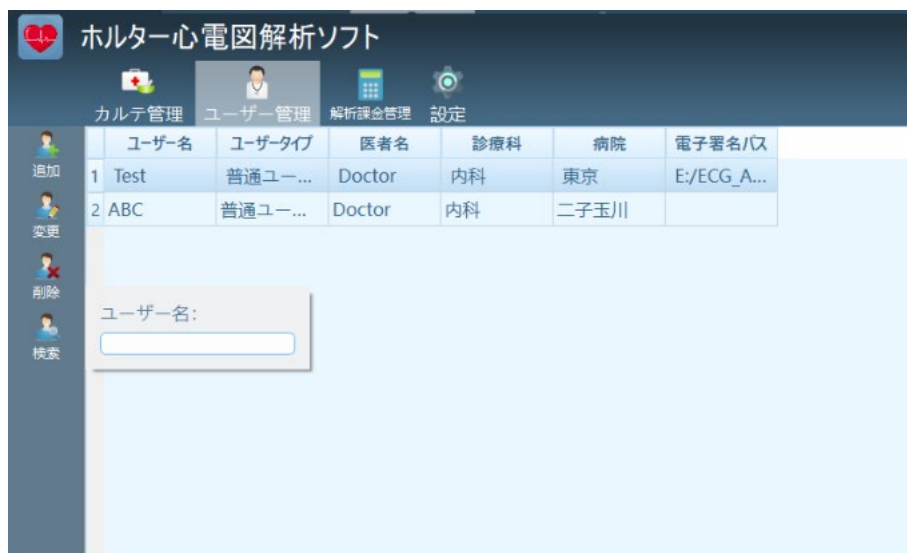 ホルター心電図解析ソフト
カルテ管理 ユーザー管理 解析課金管理 設定
追加
変更
削除
検索
ユーザー名 ユーザータイプ 医者名 診療科 病院 電子署名パス
1 Test 普通ユー... Doctor 内科 東京 E:/ECG_A...
2 ABC 普通ユー... Doctor 内科 二子玉川
ユーザー名: